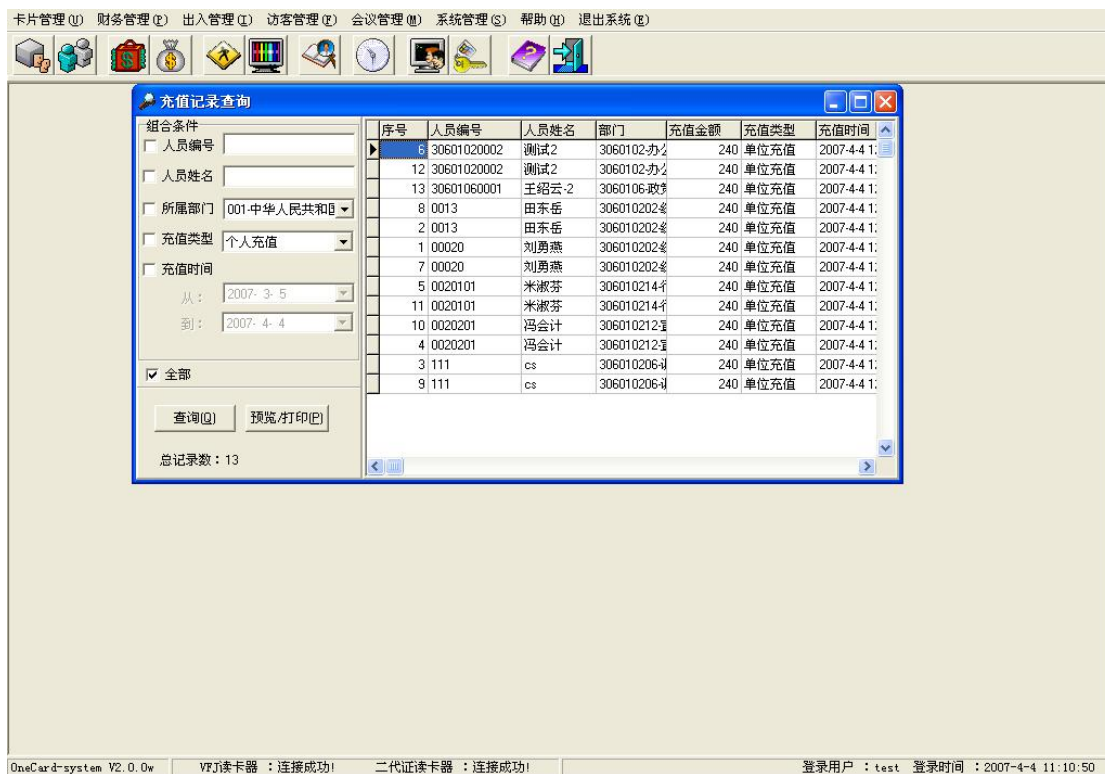 卡片管理(U) 财务管理(P) 出入管理(I) 访客管理(F) 会议管理(M) 系统管理(S) 帮助(H) 退出系统(E)
充值记录查询
组合条件
人员编号
人员姓名
所属部门 001-中华人民共和
充值类型 个人充值
充值时间
从: 2007- 3- 5
到: 2007- 4- 4
全部
查询(Q) 预览/打印(P)
总记录数:13
序号 人员编号 人员姓名 部门 充值金额 充值类型 充值时间
6 30601020002 测试2 3060102-办 240 单位充值 2007-4-4 1
12 30601020002 测试2 3060102-办 240 单位充值 2007-4-4 1
13 30601060001 王绍云-2 3060106-政 240 单位充值 2007-4-4 1
8 0013 田东岳 306010202- 240 单位充值 2007-4-4 1
2 0013 田东岳 306010202- 240 单位充值 2007-4-4 1
1 00020 刘勇燕 306010202- 240 单位充值 2007-4-4 1
7 00020 刘勇燕 306010202- 240 单位充值 2007-4-4 1
5 0020101 米淑芬 306010214- 240 单位充值 2007-4-4 1
11 0020101 米淑芬 306010214- 240 单位充值 2007-4-4 1
10 0020201 冯会计 306010212- 240 单位充值 2007-4-4 1
4 0020201 冯会计 306010212- 240 单位充值 2007-4-4 1
3 111 cs 306010206- 240 单位充值 2007-4-4 1
9 111 cs 306010206- 240 单位充值 2007-4-4 1
OneCard-system V2.0.0w VFJ读卡器 :连接成功! 二代证读卡器 :连接成功! 登录用户 :test 登录时间 :2007-4-4 11:10:50